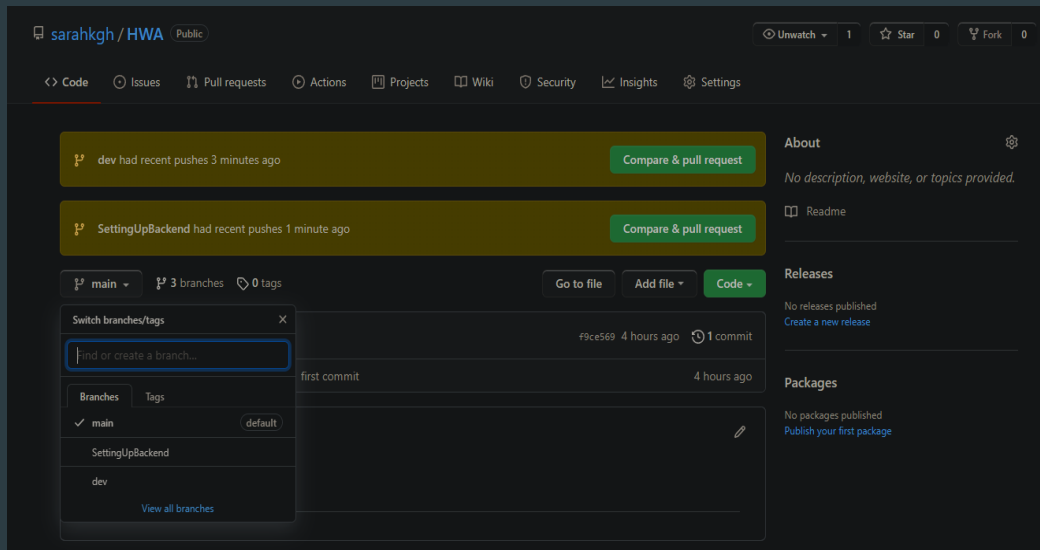 sarahkgh / HWA Public
Unwatch 1 Star 0 Fork 0
Code Issues Pull requests Actions Projects Wiki Security Insights Settings
dev had recent pushes 3 minutes ago Compare & pull request
SettingUpBackend had recent pushes 1 minute ago Compare & pull request
main 3 branches 0 tags Go to file Add file Code
Switch branches/tags
Find or create a branch...
Branches Tags
main default
SettingUpBackend
dev
View all branches
f9ce569 4 hours ago 1 commit
first commit 4 hours ago
About
No description, website, or topics provided.
Readme
Releases
No releases published
Create a new release
Packages
No packages published
Publish your first package